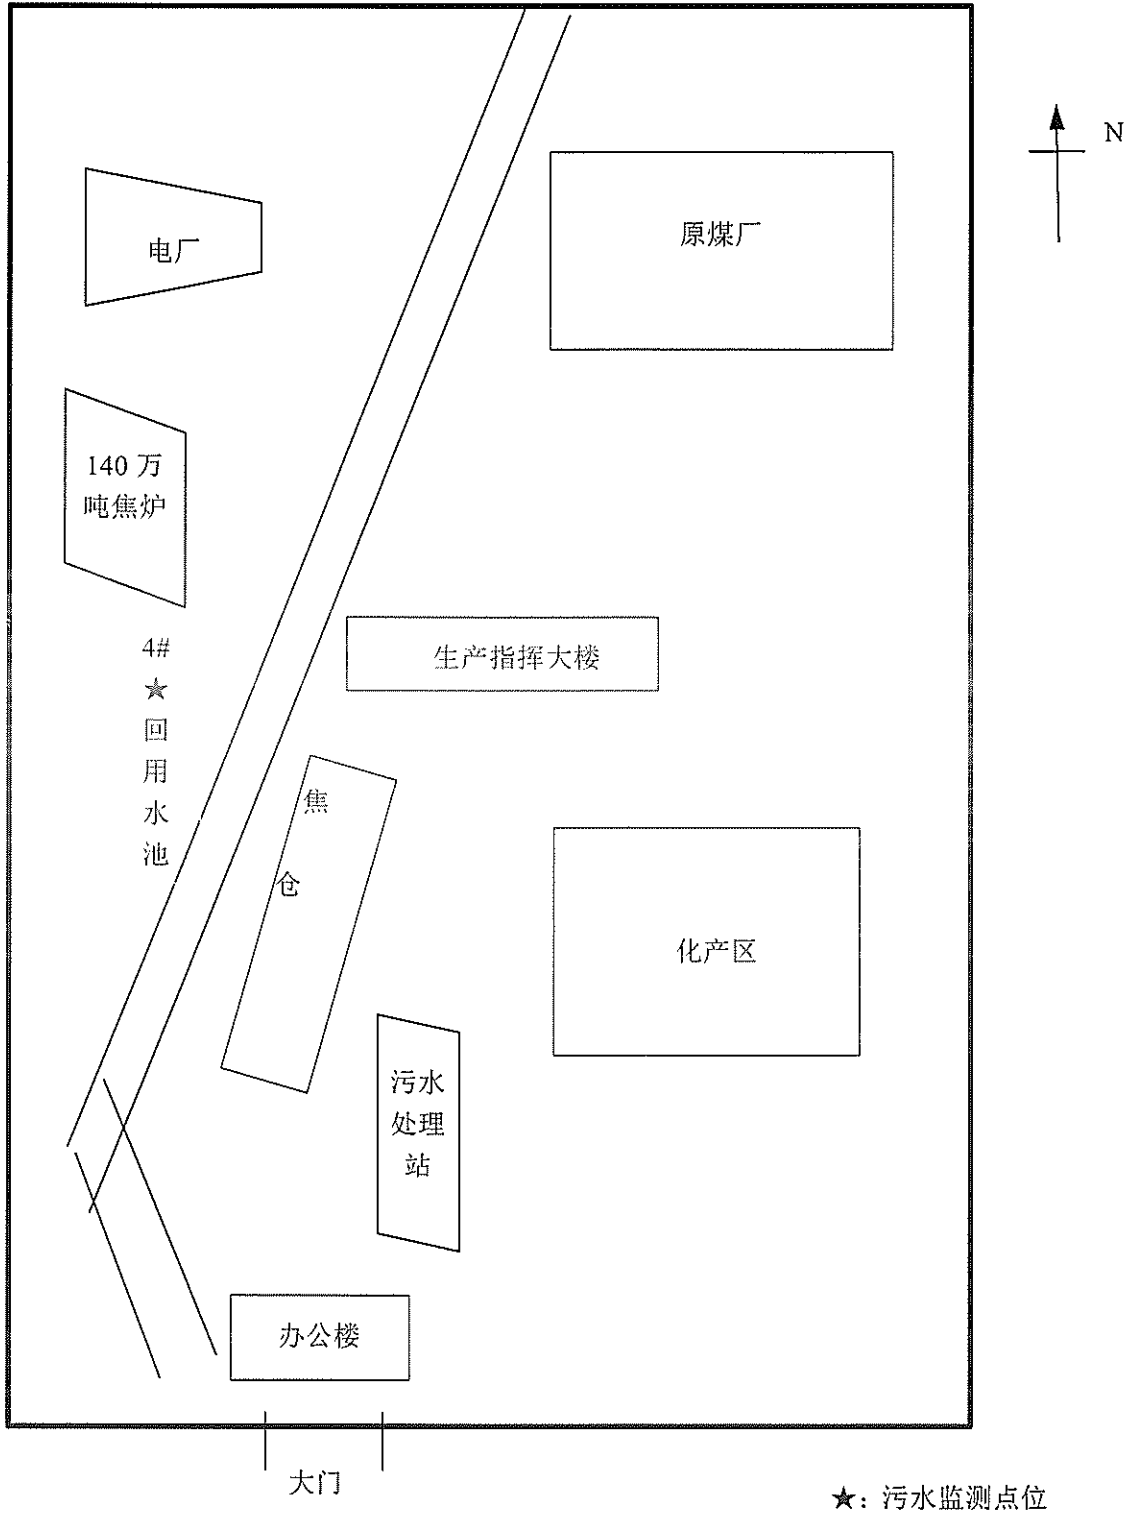 N
原煤厂
电厂
140 万
吨焦炉
4#
★
回
用
水
池
生产指挥大楼
焦
仓
化产区
污水
处理
站
办公楼
大门
★：污水监测点位